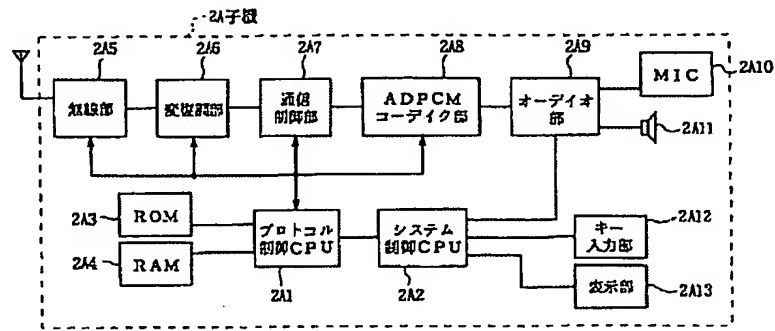 2A子機
2A5
2A6
2A7
2A8
2A9
無線部
変復調部
通信
制御部
ADPCM
コーデイク部
オーデイオ
部
MIC
2A10
2A11
2A3
ROM
2A4
RAM
プロトコル
制御CPU
2A1
システム
制御CPU
2A2
キー
入力部
2A12
表示部
2A13